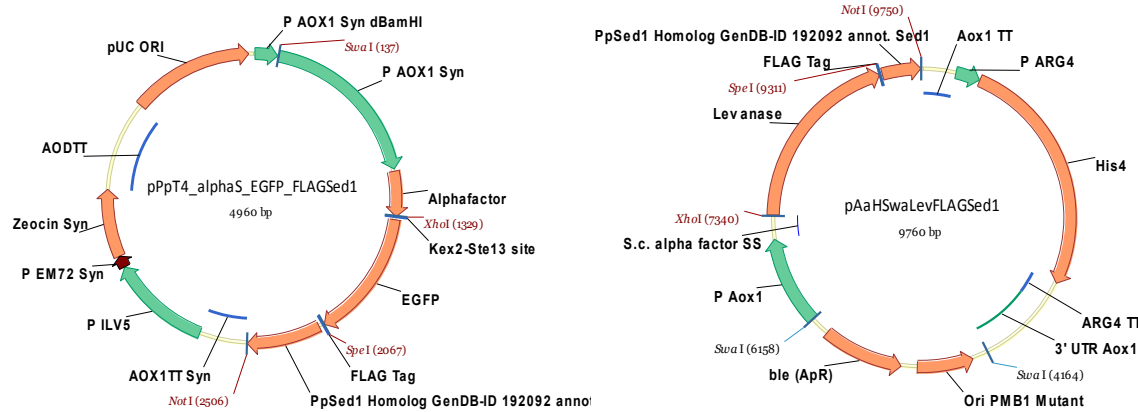 P AOX1 Syn dBamHI
SwaI (137)
pUC ORI
P AOX1 Syn
AODTT
pPpT4_alphaS_EGFP_FLAGSed1
4960 bp
Alphafactor
XhoI (1329)
Kex2-Ste13 site
Zeocin Syn
P EM72 Syn
EGFP
P ILV5
SpeI (2067)
AOX1TT Syn
FLAG Tag
NotI (2506)
PpSed1 Homolog GenDB-ID 192092 anno
NotI (9750)
PpSed1 Homolog GenDB-ID 192092 annot. Sed1
Aox1 TT
FLAG Tag
P ARG4
SpeI (9311)
Levanase
His4
pAaHSwaLevFLAGSed1
9760 bp
XhoI (7340)
S.c. alpha factor SS
P Aox1
ARG4 TT
3' UTR Aox1
SwaI (6158)
SwaI (4164)
ble (ApR)
Ori PMB1 Mutant